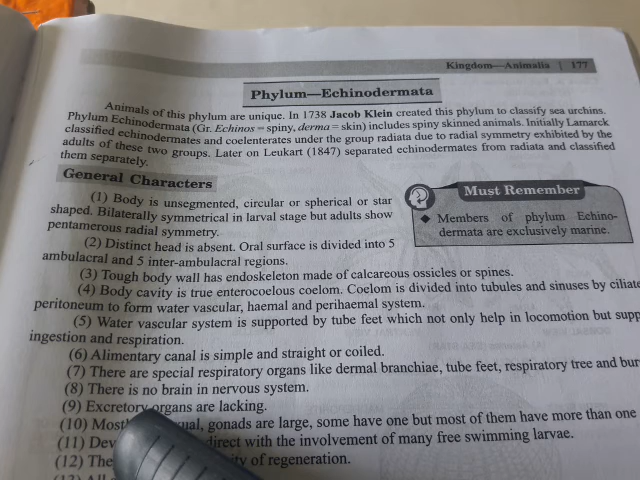 Kingdom—Animalia | 177
Phylum—Echinodermata
Animals of this phylum are unique. In 1738 Jacob Klein created this phylum to classify sea urchins.
Phylum Echinodermata (Gr. Echinos = spiny, derma = skin) includes spiny skinned animals. Initially Lamarck
classified echinodermates and coelenterates under the group radiata due to radial symmetry exhibited by the
adults of these two groups. Later on Leukart (1847) separated echinodermates from radiata and classified
them separately.
General Characters
(1) Body is unsegmented, circular or spherical or star
shaped. Bilaterally symmetrical in larval stage but adults show
pentamerous radial symmetry.
(2) Distinct head is absent. Oral surface is divided into 5
ambulacral and 5 inter-ambulacral regions.
Must Remember
◆ Members of phylum Echino-
dermata are exclusively marine.
(3) Tough body wall has endoskeleton made of calcareous ossicles or spines.
(4) Body cavity is true enterocoelous coelom. Coelom is divided into tubules and sinuses by ciliate
peritoneum to form water vascular, haemal and perihaemal system.
(5) Water vascular system is supported by tube feet which not only help in locomotion but supp
ingestion and respiration.
(6) Alimentary canal is simple and straight or coiled.
(7) There are special respiratory organs like dermal branchiae, tube feet, respiratory tree and bur
(8) There is no brain in nervous system.
(9) Excretory organs are lacking.
(10) Most ual, gonads are large, some have one but most of them have more than one
(11) Dev direct with the involvement of many free swimming larvae.
(12) The ity of regeneration.